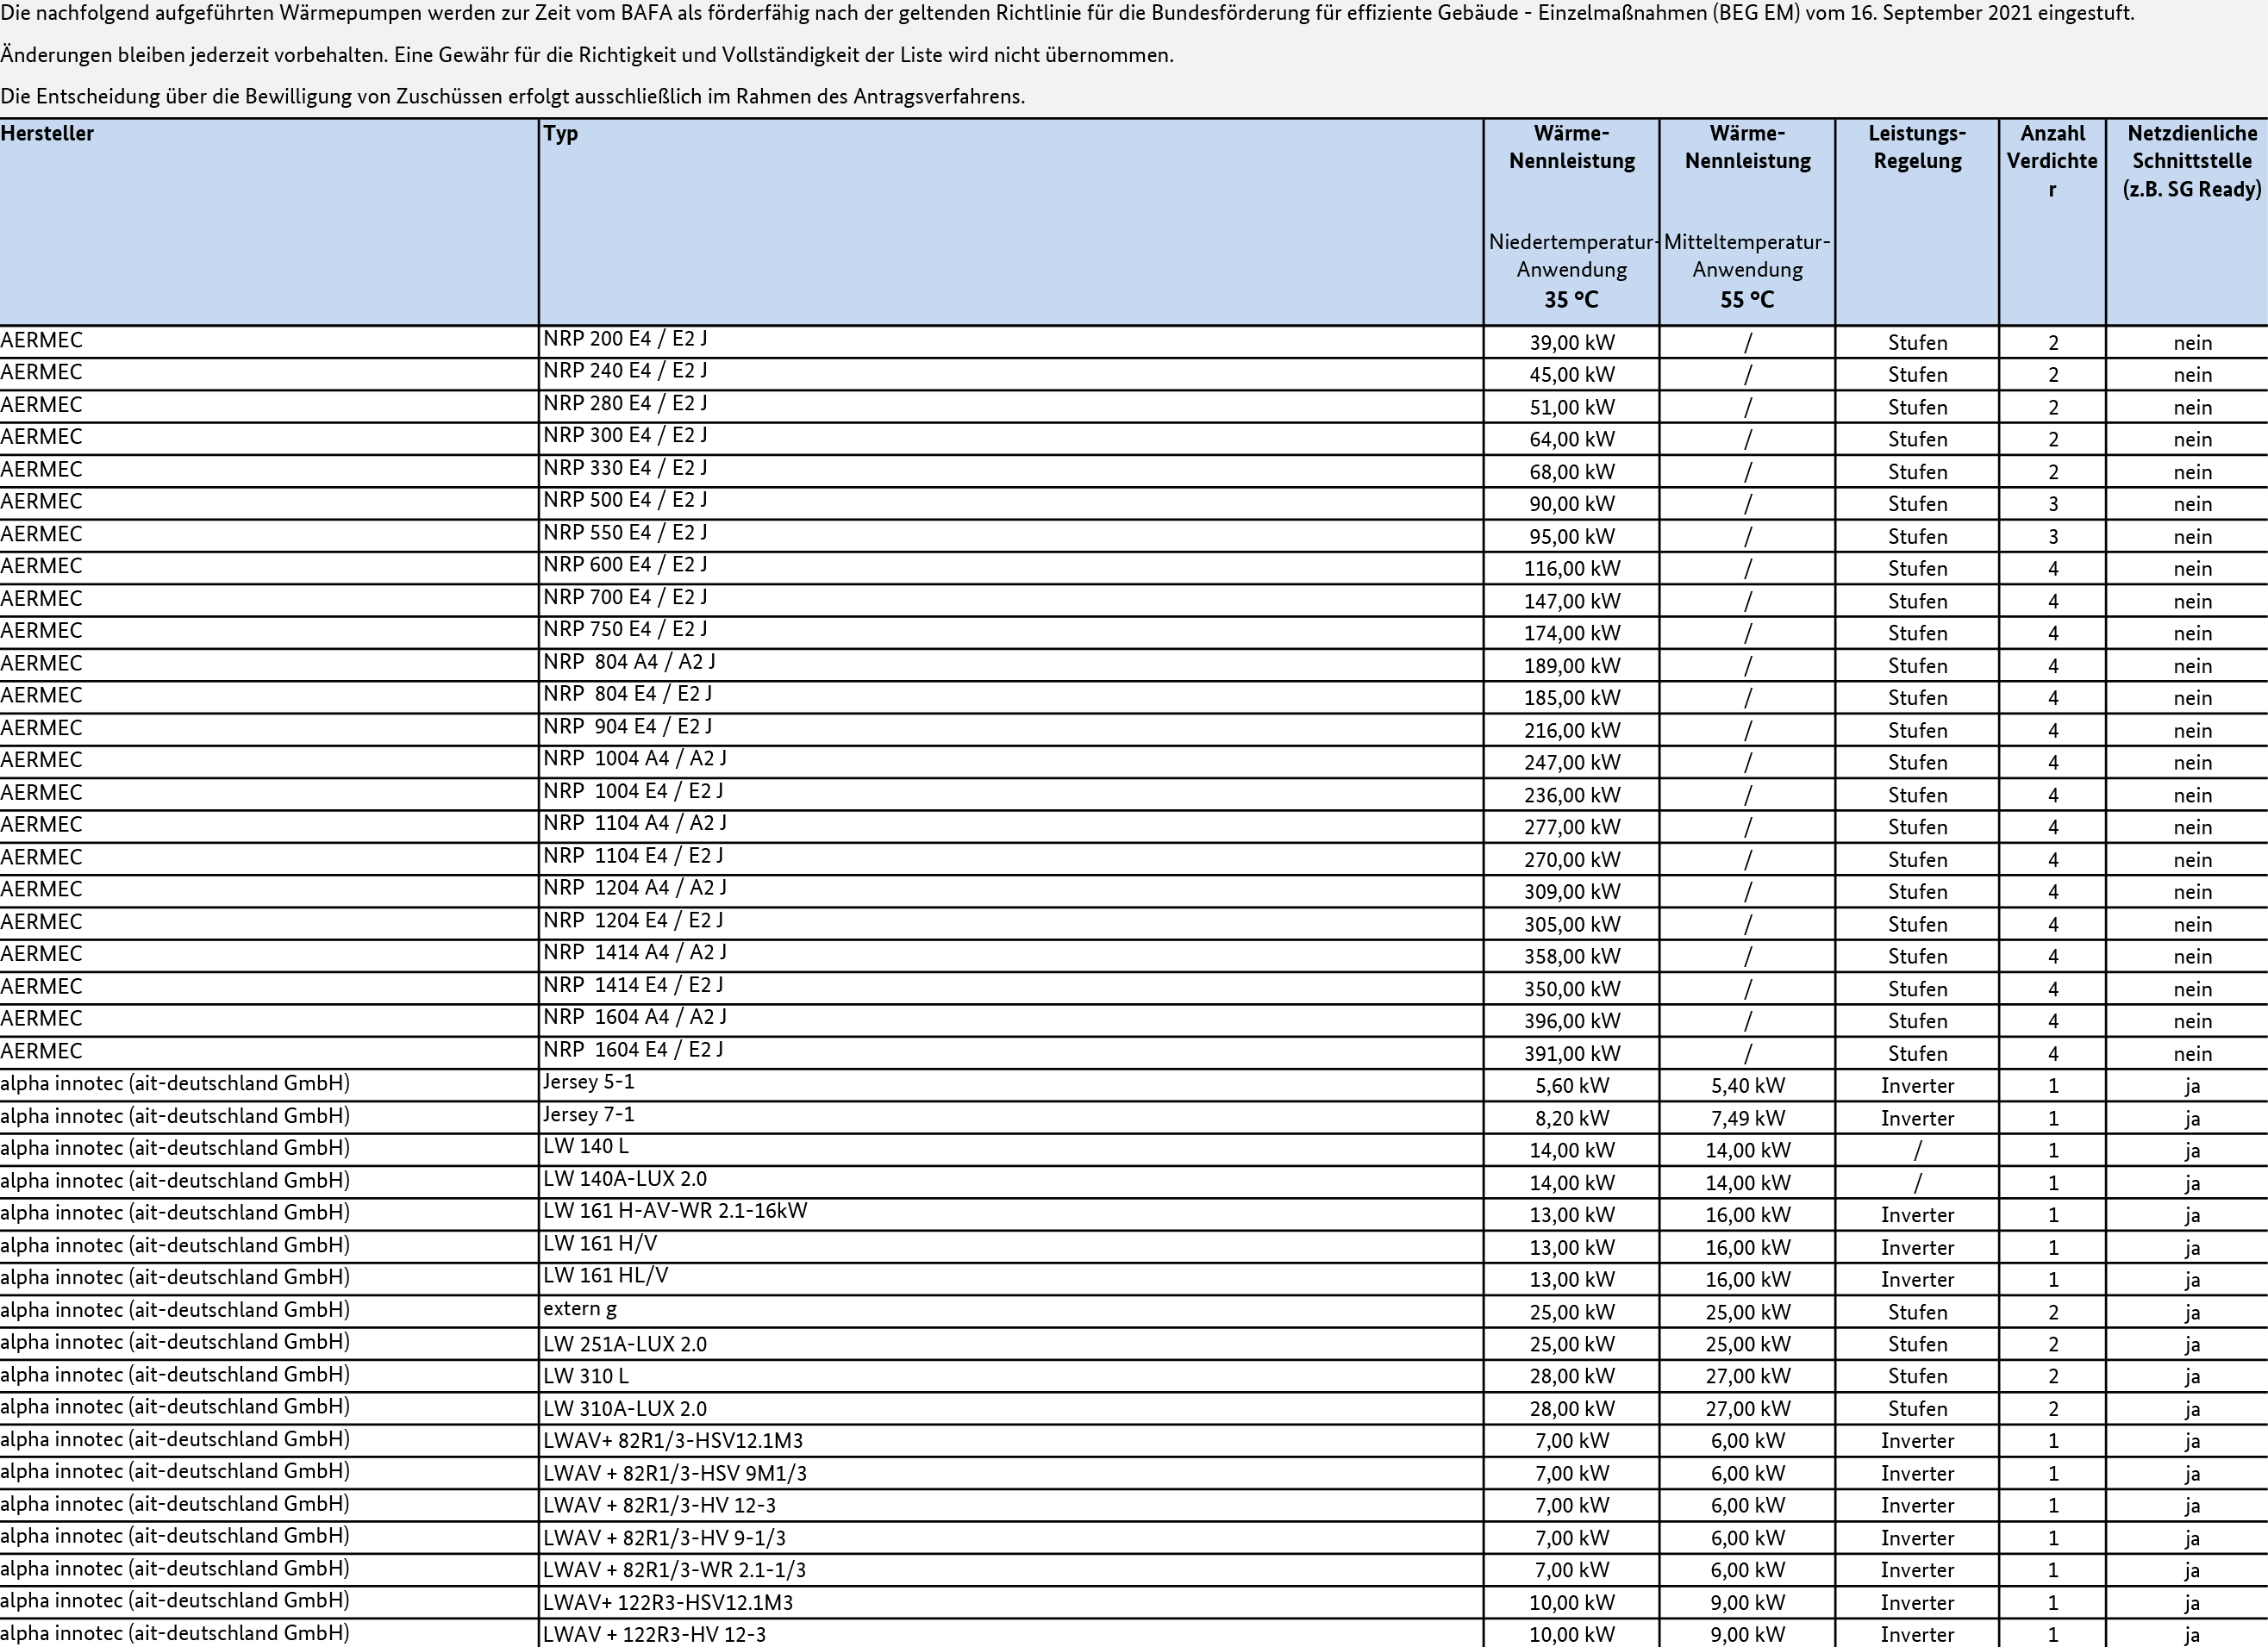 Die nachfolgend aufgeführten Wärmepumpen werden zur Zeit vom BAFA als förderfähig nach der geltenden Richtlinie für die Bundesförderung für effiziente Gebäude - Einzelmaßnahmen (BEG EM) vom 16. September 2021 eingestuft.
Änderungen bleiben jederzeit vorbehalten. Eine Gewähr für die Richtigkeit und Vollständigkeit der Liste wird nicht übernommen.
Die Entscheidung über die Bewilligung von Zuschüssen erfolgt ausschließlich im Rahmen des Antragsverfahrens.
Hersteller Typ Wärme- Wärme- Leistungs- Anzahl Netzdienliche
Nennleistung Nennleistung Regelung Verdichte Schnittstelle
r (z.B. SG Ready)
Niedertemperatur- Mitteltemperatur-
Anwendung Anwendung
35 °C 55 °C
AERMEC NRP 200 E4 / E2 J 39,00 kW / Stufen 2 nein
AERMEC NRP 240 E4 / E2 J 45,00 kW / Stufen 2 nein
AERMEC NRP 280 E4 / E2 J 51,00 kW / Stufen 2 nein
AERMEC NRP 300 E4 / E2 J 64,00 kW / Stufen 2 nein
AERMEC NRP 330 E4 / E2 J 68,00 kW / Stufen 2 nein
AERMEC NRP 500 E4 / E2 J 90,00 kW / Stufen 3 nein
AERMEC NRP 550 E4 / E2 J 95,00 kW / Stufen 3 nein
AERMEC NRP 600 E4 / E2 J 116,00 kW / Stufen 4 nein
AERMEC NRP 700 E4 / E2 J 147,00 kW / Stufen 4 nein
AERMEC NRP 750 E4 / E2 J 174,00 kW / Stufen 4 nein
AERMEC NRP  804 A4 / A2 J 189,00 kW / Stufen 4 nein
AERMEC NRP  804 E4 / E2 J 185,00 kW / Stufen 4 nein
AERMEC NRP  904 E4 / E2 J 216,00 kW / Stufen 4 nein
AERMEC NRP  1004 A4 / A2 J 247,00 kW / Stufen 4 nein
AERMEC NRP  1004 E4 / E2 J 236,00 kW / Stufen 4 nein
AERMEC NRP  1104 A4 / A2 J 277,00 kW / Stufen 4 nein
AERMEC NRP  1104 E4 / E2 J 270,00 kW / Stufen 4 nein
AERMEC NRP  1204 A4 / A2 J 309,00 kW / Stufen 4 nein
AERMEC NRP  1204 E4 / E2 J 305,00 kW / Stufen 4 nein
AERMEC NRP  1414 A4 / A2 J 358,00 kW / Stufen 4 nein
AERMEC NRP  1414 E4 / E2 J 350,00 kW / Stufen 4 nein
AERMEC NRP  1604 A4 / A2 J 396,00 kW / Stufen 4 nein
AERMEC NRP  1604 E4 / E2 J 391,00 kW / Stufen 4 nein
alpha innotec (ait-deutschland GmbH) Jersey 5-1 5,60 kW 5,40 kW Inverter 1 ja
alpha innotec (ait-deutschland GmbH) Jersey 7-1 8,20 kW 7,49 kW Inverter 1 ja
alpha innotec (ait-deutschland GmbH) LW 140 L 14,00 kW 14,00 kW / 1 ja
alpha innotec (ait-deutschland GmbH) LW 140A-LUX 2.0 14,00 kW 14,00 kW / 1 ja
alpha innotec (ait-deutschland GmbH) LW 161 H-AV-WR 2.1-16kW 13,00 kW 16,00 kW Inverter 1 ja
alpha innotec (ait-deutschland GmbH) LW 161 H/V 13,00 kW 16,00 kW Inverter 1 ja
alpha innotec (ait-deutschland GmbH) LW 161 HL/V 13,00 kW 16,00 kW Inverter 1 ja
alpha innotec (ait-deutschland GmbH) extern g 25,00 kW 25,00 kW Stufen 2 ja
alpha innotec (ait-deutschland GmbH) LW 251A-LUX 2.0 25,00 kW 25,00 kW Stufen 2 ja
alpha innotec (ait-deutschland GmbH) LW 310 L 28,00 kW 27,00 kW Stufen 2 ja
alpha innotec (ait-deutschland GmbH) LW 310A-LUX 2.0 28,00 kW 27,00 kW Stufen 2 ja
alpha innotec (ait-deutschland GmbH) LWAV+ 82R1/3-HSV12.1M3 7,00 kW 6,00 kW Inverter 1 ja
alpha innotec (ait-deutschland GmbH) LWAV + 82R1/3-HSV 9M1/3 7,00 kW 6,00 kW Inverter 1 ja
alpha innotec (ait-deutschland GmbH) LWAV + 82R1/3-HV 12-3 7,00 kW 6,00 kW Inverter 1 ja
alpha innotec (ait-deutschland GmbH) LWAV + 82R1/3-HV 9-1/3 7,00 kW 6,00 kW Inverter 1 ja
alpha innotec (ait-deutschland GmbH) LWAV + 82R1/3-WR 2.1-1/3 7,00 kW 6,00 kW Inverter 1 ja
alpha innotec (ait-deutschland GmbH) LWAV+ 122R3-HSV12.1M3 10,00 kW 9,00 kW Inverter 1 ja
alpha innotec (ait-deutschland GmbH) LWAV + 122R3-HV 12-3 10,00 kW 9,00 kW Inverter 1 ja